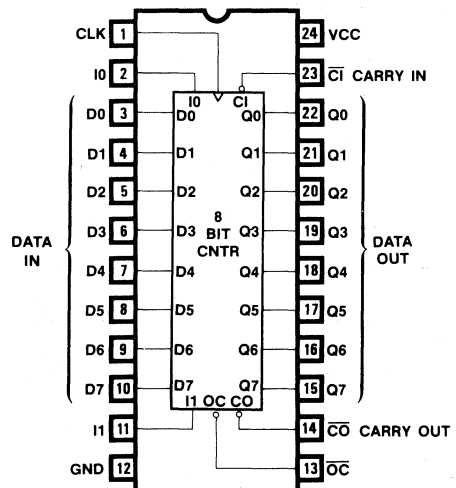 CLK 1 24 VCC
I0 2 23 C̅I̅ CARRY IN
I0 CI
D0 3 D0 Q0 22 Q0
D1 4 D1 Q1 21 Q1
D2 5 D2 Q2 20 Q2
8
DATA D3 6 D3 BIT Q3 19 Q3 DATA
IN CNTR OUT
D4 7 D4 Q4 18 Q4
D5 8 D5 Q5 17 Q5
D6 9 D6 Q6 16 Q6
D7 10 D7 Q7 15 Q7
I1 OC CO
I1 11 14 C̅O̅ CARRY OUT
GND 12 13 O̅C̅